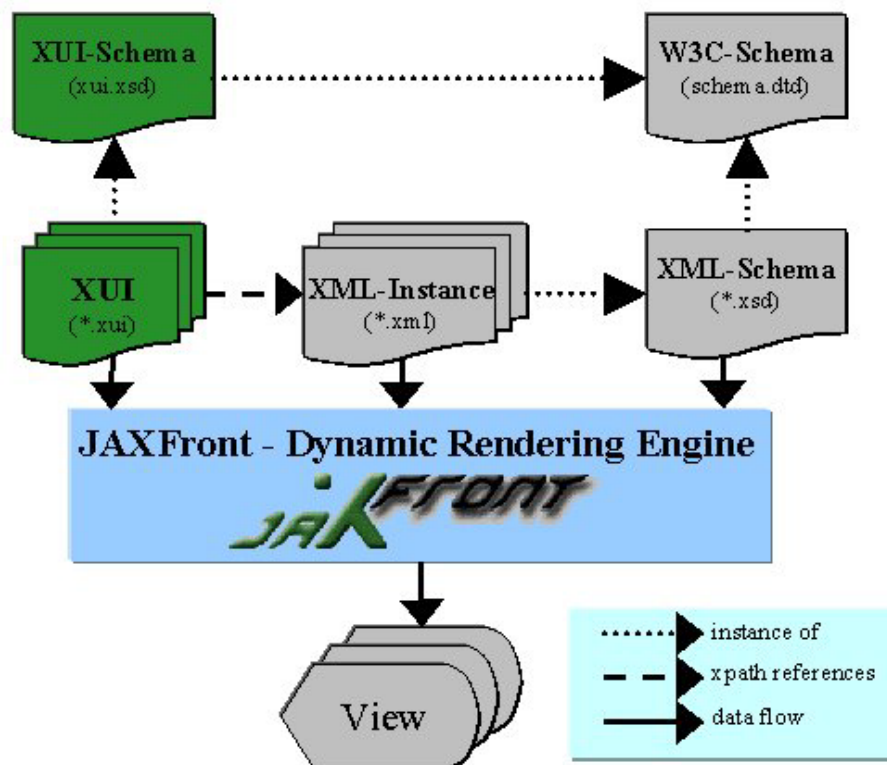 XUI-Schema
(xui.xsd)
W3C-Schema
(schema.dtd)
XUI
(*.xui)
XML-Instance
(*.xml)
XML-Schema
(*.xsd)
JAXFront - Dynamic Rendering Engine
JAXFRONT
View
instance of
xpath references
data flow